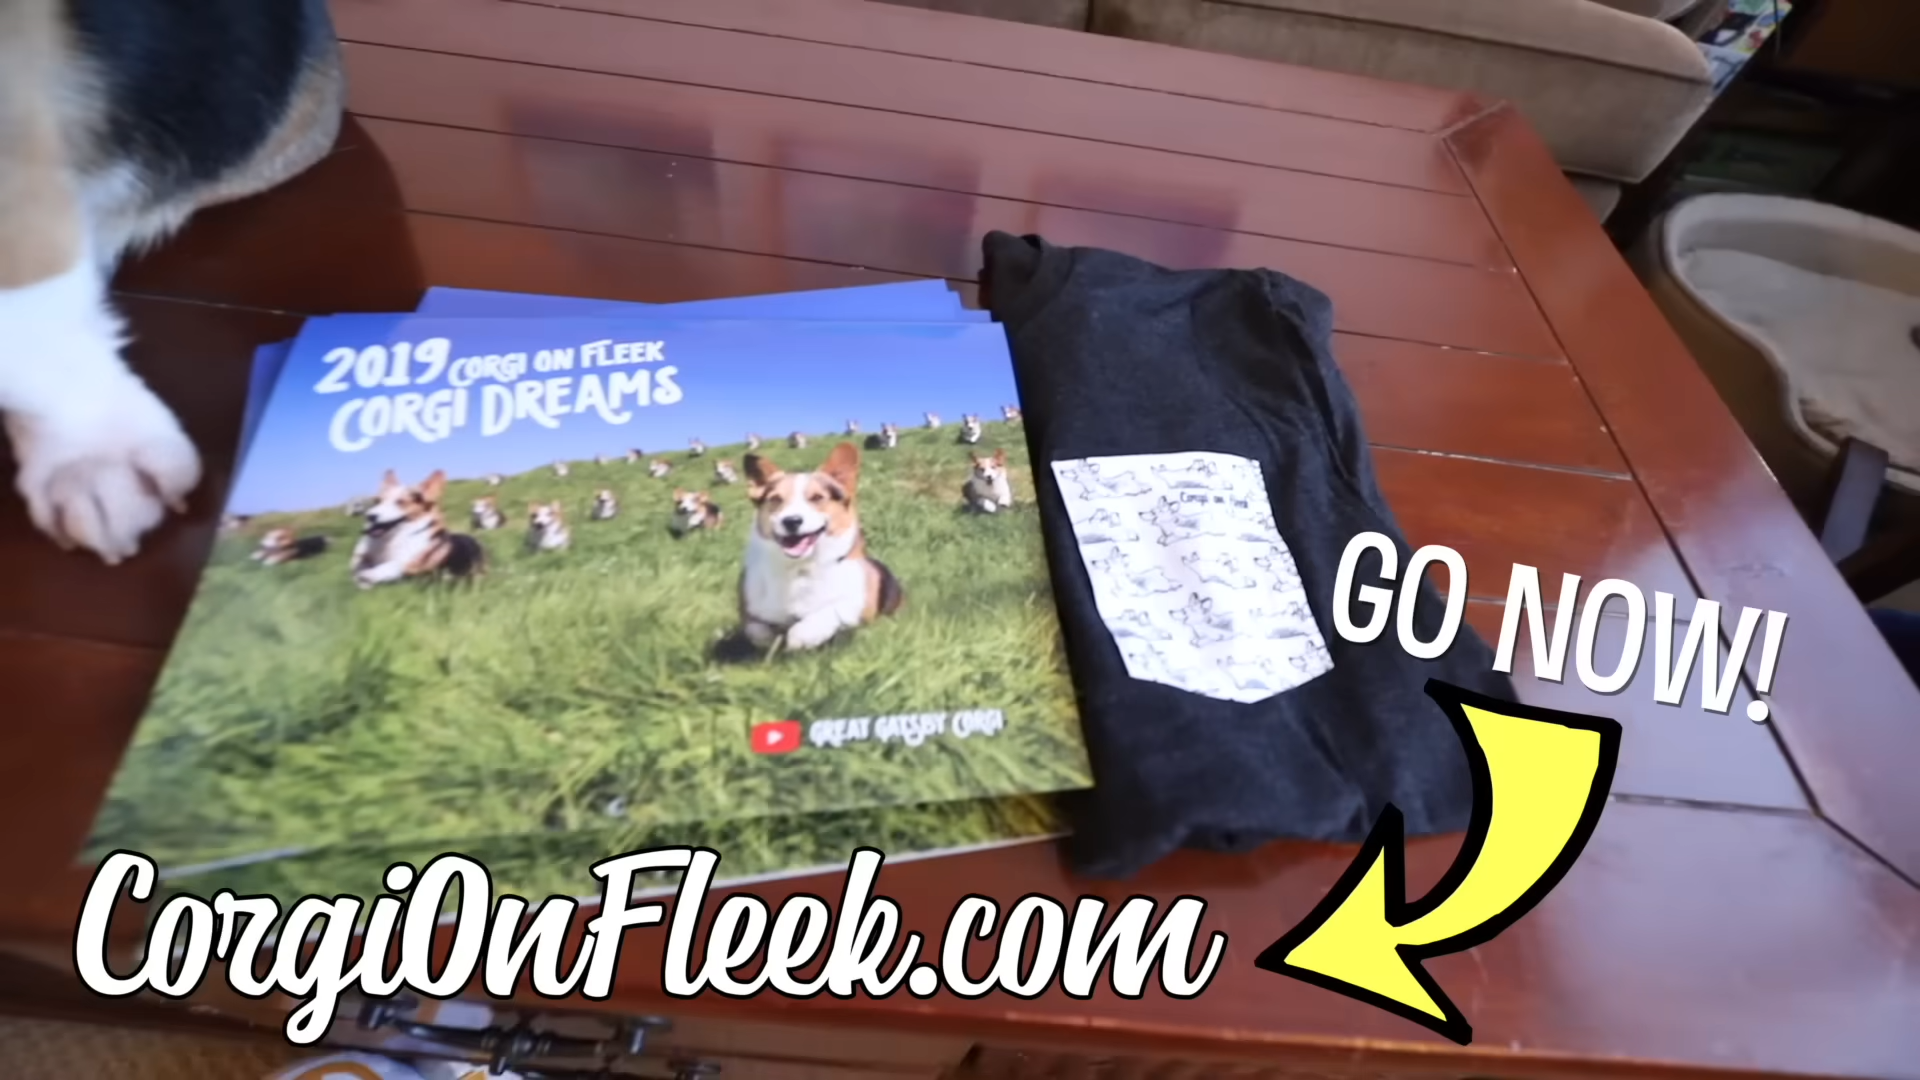 2019 CORGI ON FLEEK
CORGI DREAMS
Corgi on fleek
GREAT GATSBY CORGI
GO NOW!
CorgiOnFleek.com